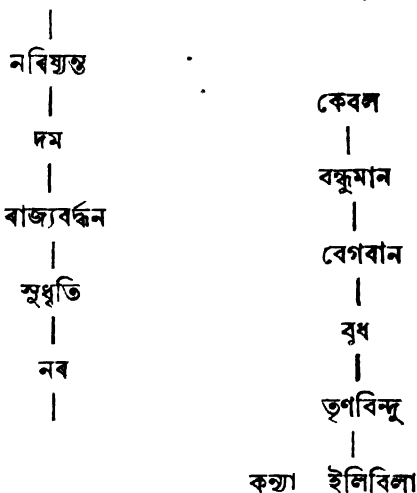 নৰিষ্যন্ত
দম
ৰাজ্যবৰ্দ্ধন
সুধৃতি
নৰ
কেবল
বন্ধুমান
বেগবান
বুধ
তৃণবিন্দু
কন্যা ইলিবিলা